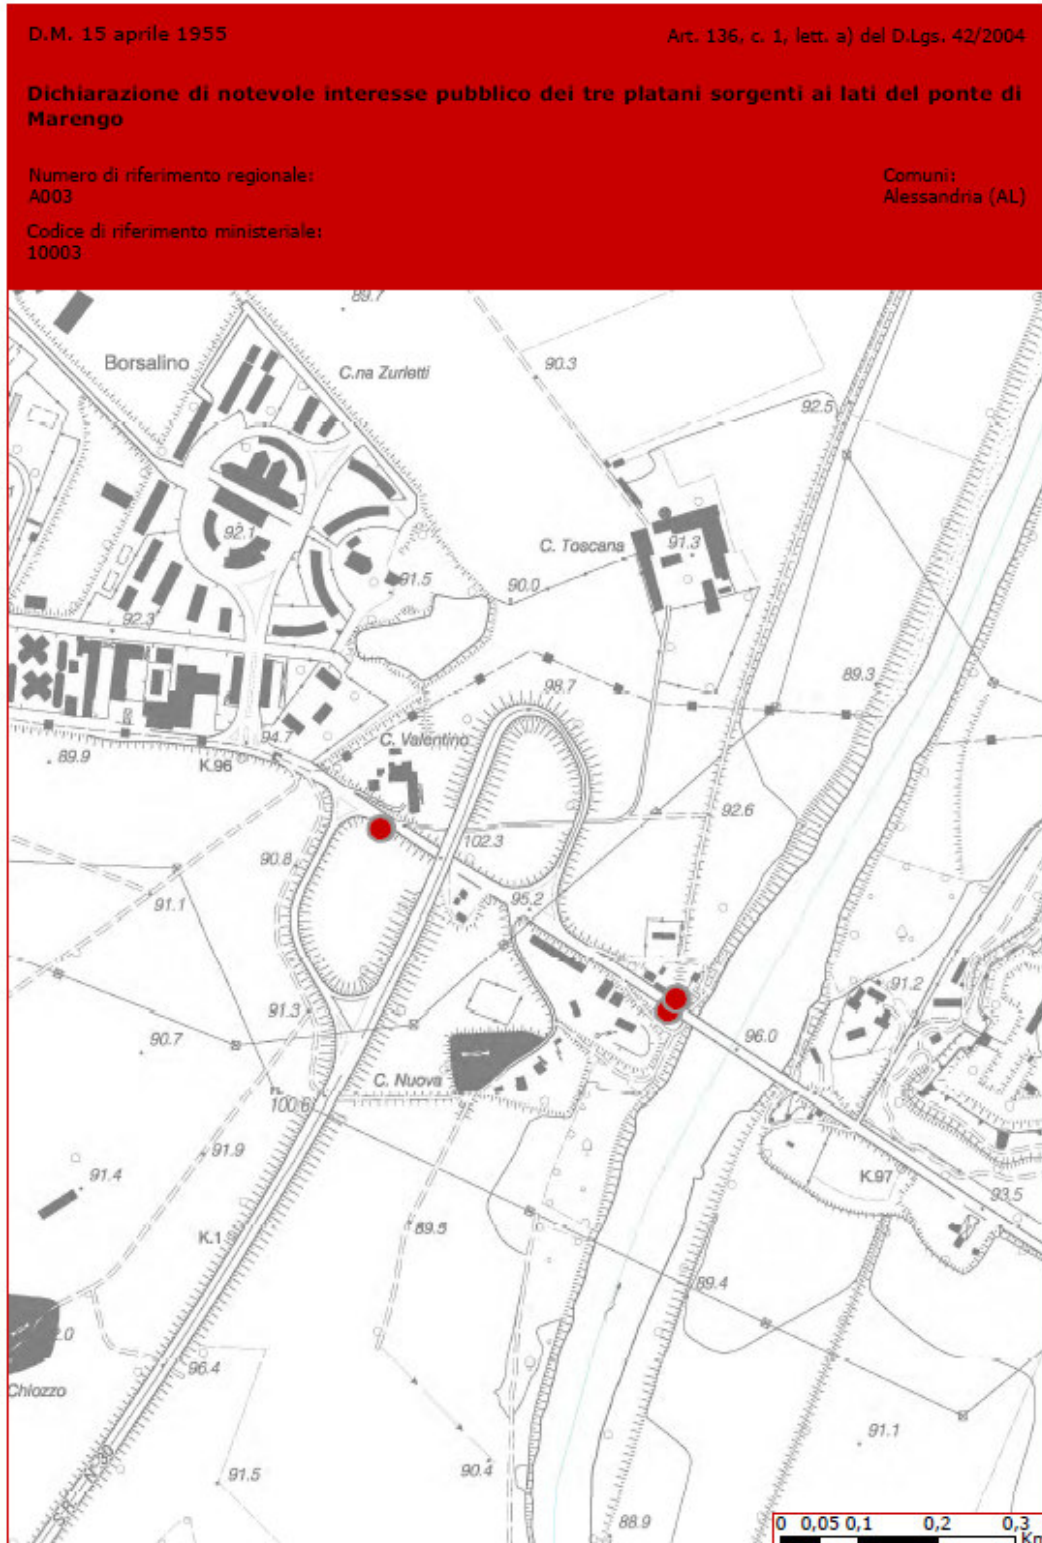 D.M. 15 aprile 1955
Art. 136, c. 1, lett. a) del D.Lgs. 42/2004
Dichiarazione di notevole interesse pubblico dei tre platani sorgenti ai lati del ponte di
Marengo
Numero di riferimento regionale:
A003
Comuni:
Alessandria (AL)
Codice di riferimento ministeriale:
10003
89.7
Borsalino
C.na Zurletti
90.3
92.5
92.1
C. Toscana
91.3
91.5
90.0
92.3
89.3
98.7
94.7
C. Valentino
89.9
K.96
92.6
102.3
90.8
95.2
91.1
91.2
91.3
90.7
96.0
C. Nuova
100.6
91.9
91.4
K.97
93.5
89.5
K.1
89.4
2.0
96.4
Chiozzo
91.1
91.5
90.4
88.9
0 0,05 0,1 0,2 0,3
Km